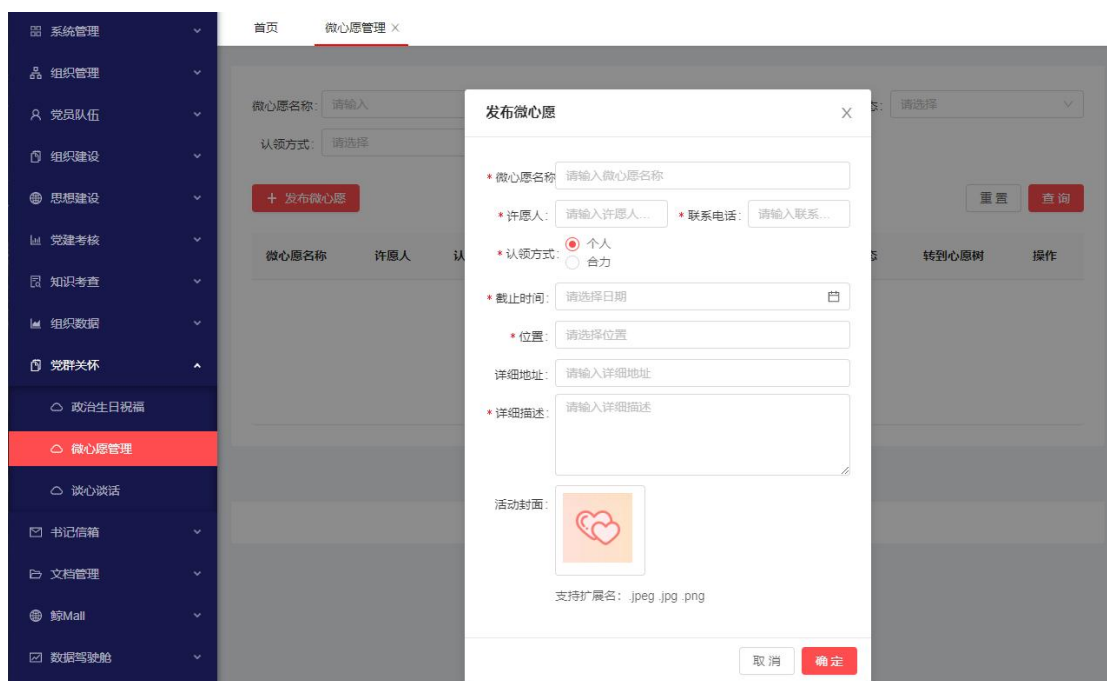 系统管理
组织管理
党员队伍
组织建设
思想建设
党建考核
知识考查
组织数据
党群关怀
政治生日祝福
微心愿管理
谈心谈话
书记信箱
文档管理
鲸Mall
数据驾驶舱
首页 微心愿管理 ×
微心愿名称: 请输入
态: 请选择
认领方式: 请选择
+ 发布微心愿
重置 查询
微心愿名称 许愿人 认
态 转到心愿树 操作
发布微心愿 X
* 微心愿名称 请输入微心愿名称
* 许愿人: 请输入许愿人... * 联系电话: 请输入联系...
* 认领方式: 个人
合力
* 截止时间: 请选择日期
* 位置: 请选择位置
详细地址: 请输入详细地址
* 详细描述: 请输入详细描述
活动封面:
支持扩展名: .jpeg .jpg .png
取消 确定